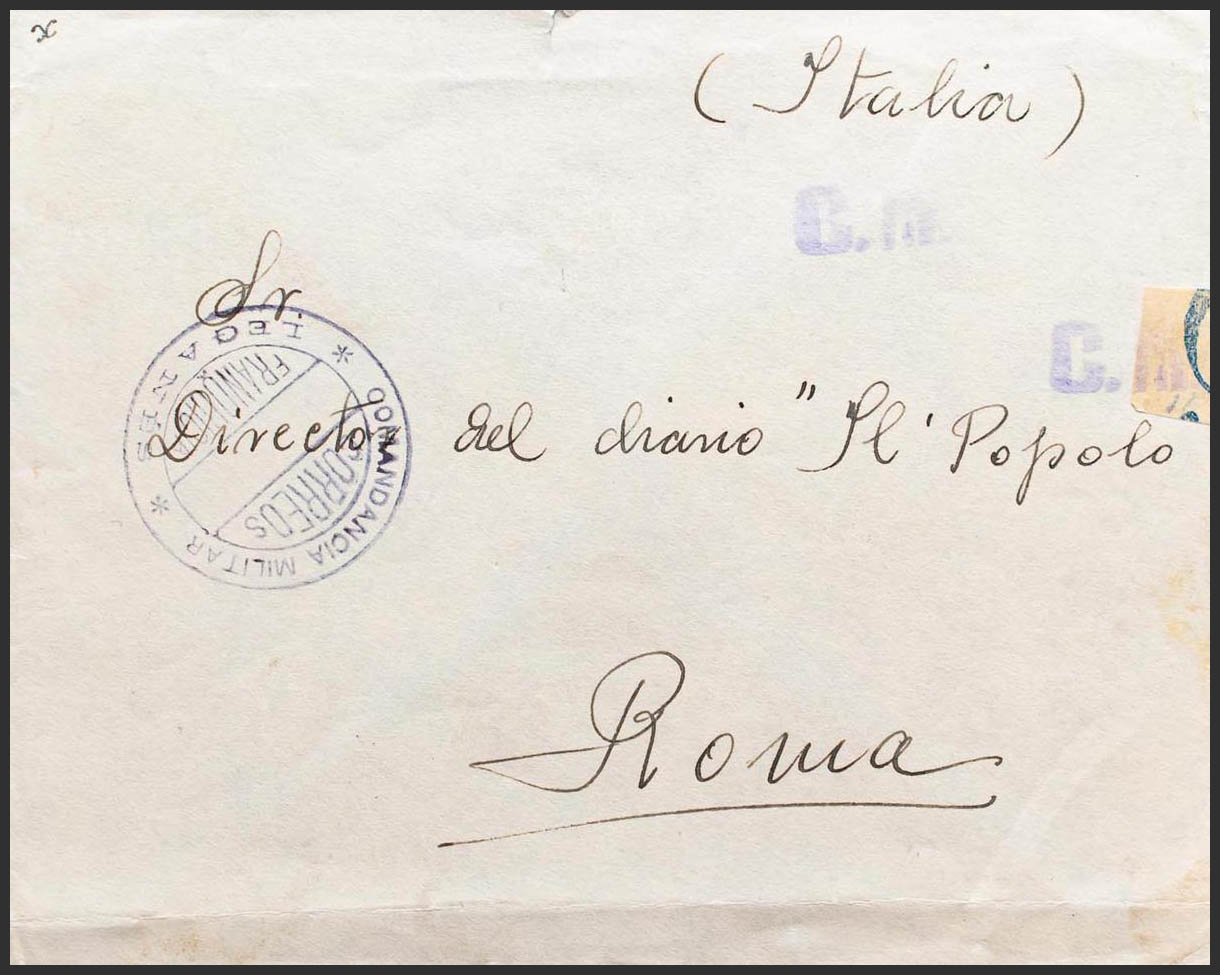 (Italia)
C.m.
Sr.
C.m.
Director del diario "Il Popolo
Roma
COMANDANCIA MILITAR
* LEGANES *
FRANQUICIA
CORREOS